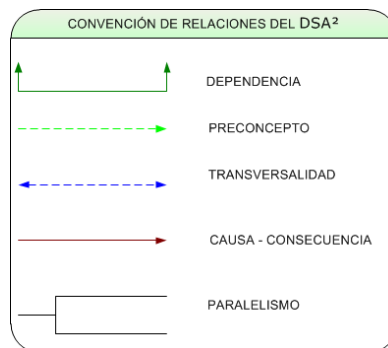 CONVENCIÓN DE RELACIONES DEL DSA²
DEPENDENCIA
PRECONCEPTO
TRANSVERSALIDAD
CAUSA - CONSECUENCIA
PARALELISMO